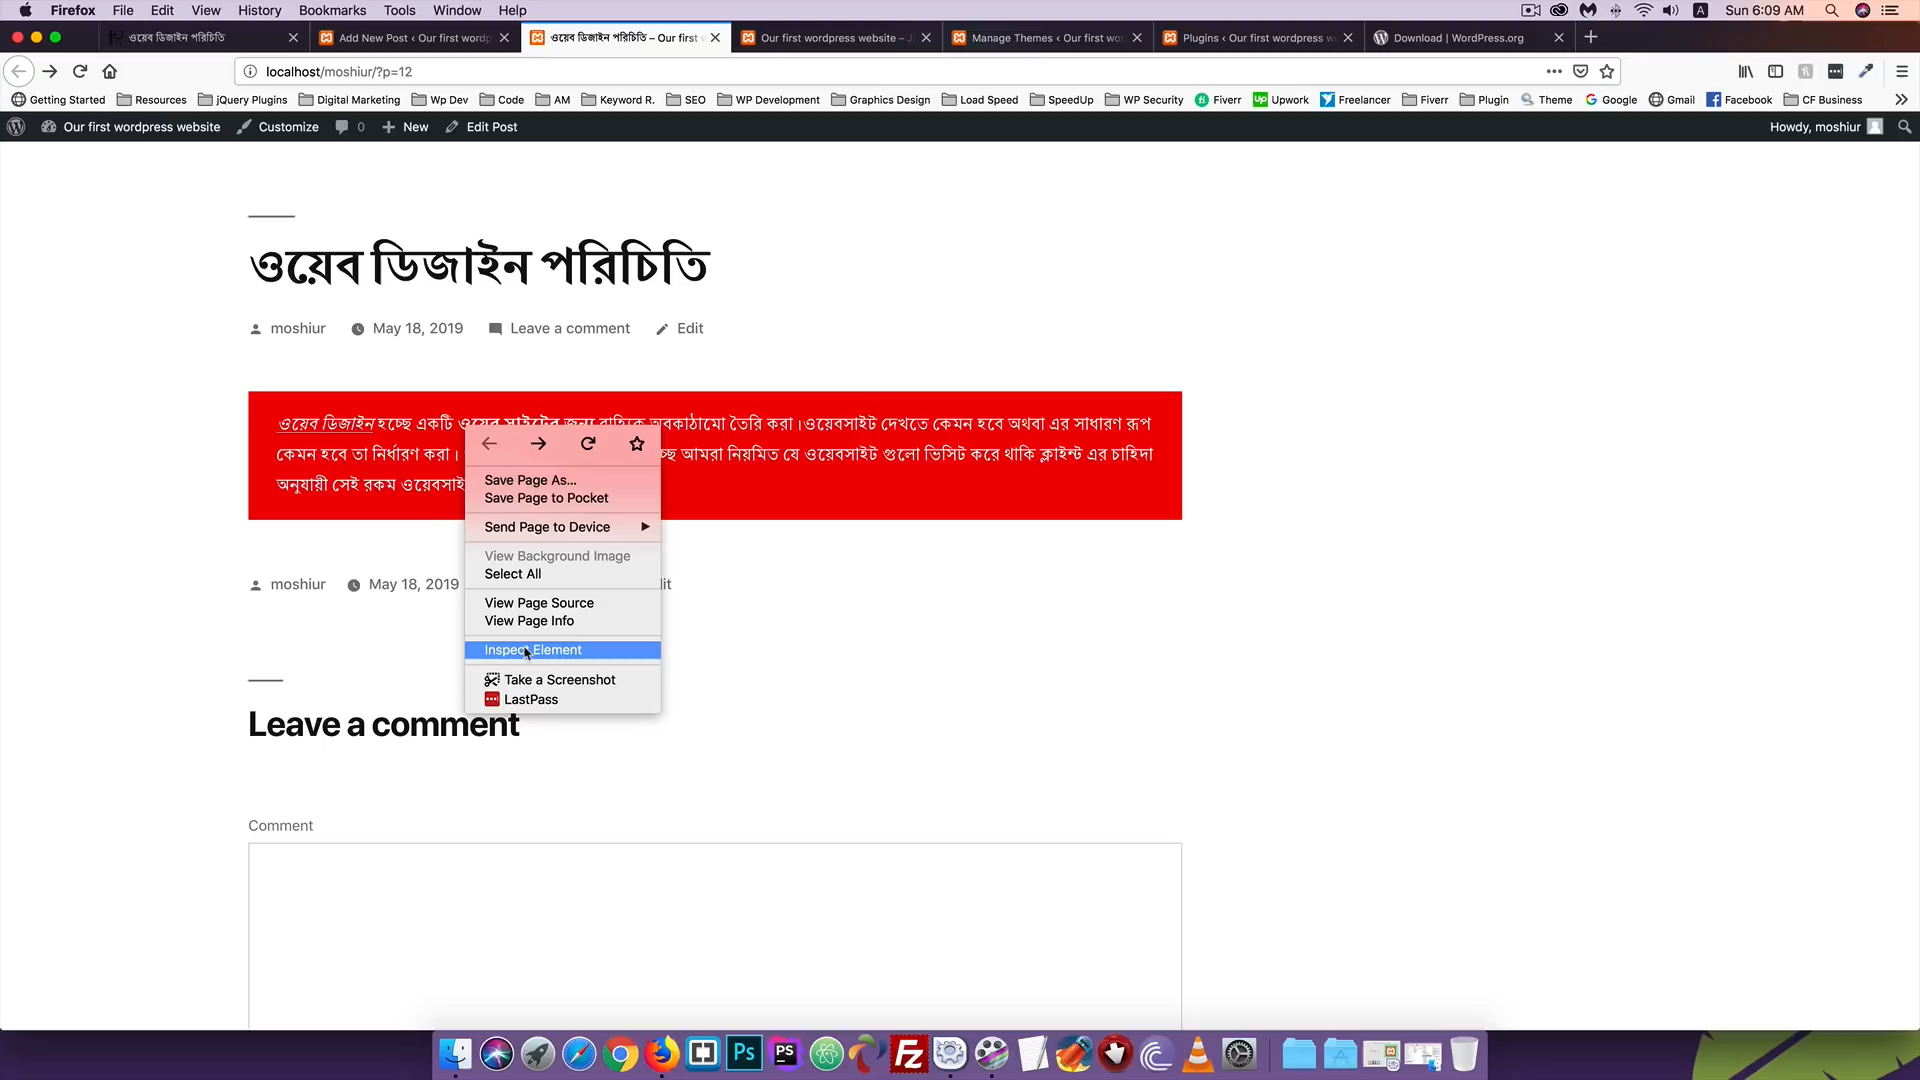 Firefox File Edit View History Bookmarks Tools Window Help Sun 6:09 AM
ওয়েব ডিজাইন পরিচিতি
Add New Post ‹ Our first wordp
ওয়েব ডিজাইন পরিচিতি – Our first
Our first wordpress website –
Manage Themes ‹ Our first wor
Plugins ‹ Our first wordpress w
Download | WordPress.org
localhost/moshiur/?p=12
Getting Started Resources jQuery Plugins Digital Marketing Wp Dev Code AM Keyword R. SEO WP Development Graphics Design Load Speed SpeedUp WP Security Fiverr Upwork Freelancer Fiverr Plugin Theme Google Gmail Facebook CF Business
Our first wordpress website Customize 0 New Edit Post Howdy, moshiur
ওয়েব ডিজাইন পরিচিতি
moshiur May 18, 2019 Leave a comment Edit
ওয়েব ডিজাইন হচ্ছে একটি ওয়েব সাইটের জন্য বাহ্যিক অবকাঠামো তৈরি করা।ওয়েবসাইট দেখতে কেমন হবে অথবা এর সাধারণ রূপ
কেমন হবে তা নির্ধারণ করা। চ্ছে আমরা নিয়মিত যে ওয়েবসাইট গুলো ভিসিট করে থাকি ক্লাইন্ট এর চাহিদা
অনুযায়ী সেই রকম ওয়েবসাই
Save Page As...
Save Page to Pocket
Send Page to Device
View Background Image
Select All
View Page Source
View Page Info
Inspect Element
Take a Screenshot
LastPass
moshiur May 18, 2019 it
Leave a comment
Comment